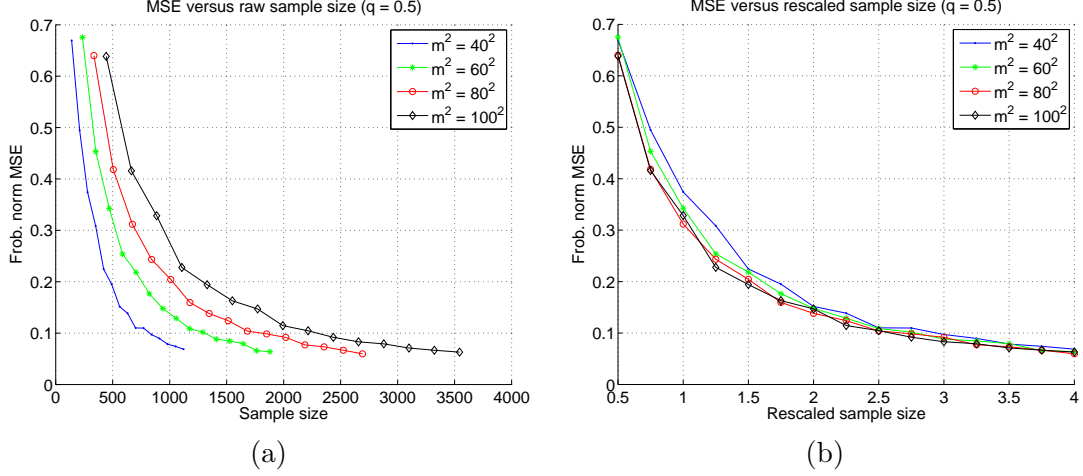 MSE versus raw sample size (q = 0.5)
Frob. norm MSE
0.7
0.6
0.5
0.4
0.3
0.2
0.1
0
m² = 40²
m² = 60²
m² = 80²
m² = 100²
0 500 1000 1500 2000 2500 3000 3500 4000
Sample size
(a)
MSE versus rescaled sample size (q = 0.5)
Frob. norm MSE
0.7
0.6
0.5
0.4
0.3
0.2
0.1
0
m² = 40²
m² = 60²
m² = 80²
m² = 100²
0.5 1 1.5 2 2.5 3 3.5 4
Rescaled sample size
(b)